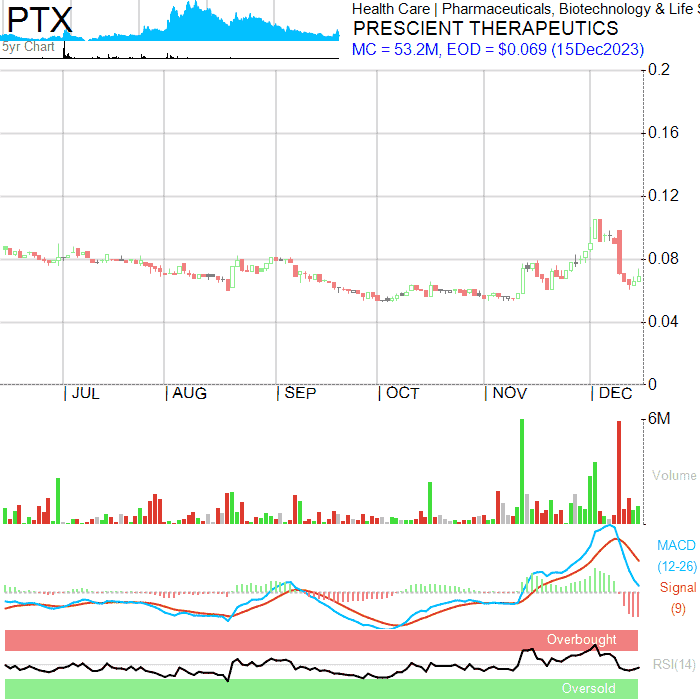 PTX
5yr Chart
Health Care | Pharmaceuticals, Biotechnology & Life S
PRESCIENT THERAPEUTICS
MC = 53.2M, EOD = $0.069 (15Dec2023)
0.2
0.16
0.12
0.08
0.04
0
| JUL | AUG | SEP | OCT | NOV | DEC
6M
Volume
MACD
(12-26)
Signal
(9)
Overbought
RSI(14)
Oversold